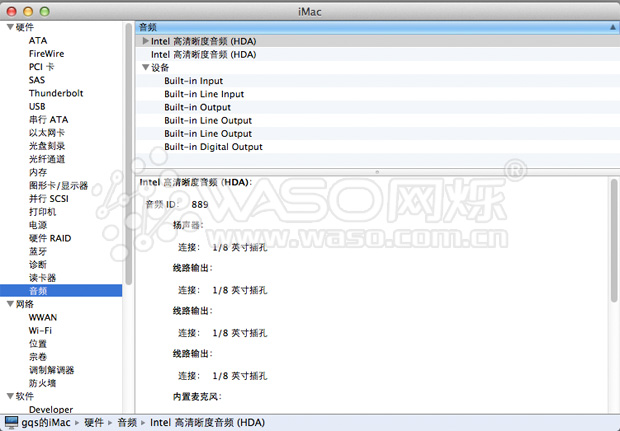 iMac
硬件
ATA
FireWire
PCI 卡
SAS
Thunderbolt
USB
串行 ATA
以太网卡
光盘刻录
光纤通道
内存
图形卡/显示器
并行 SCSI
打印机
电源
硬件 RAID
蓝牙
诊断
读卡器
音频
网络
WWAN
Wi-Fi
位置
宗卷
调制解调器
防火墙
软件
Developer
音频
Intel 高清晰度音频 (HDA)
Intel 高清晰度音频 (HDA)
设备
Built-in Input
Built-in Line Input
Built-in Output
Built-in Line Output
Built-in Line Output
Built-in Digital Output
Intel 高清晰度音频 (HDA):
音频 ID: 889
扬声器:
连接: 1/8 英寸插孔
线路输出:
连接: 1/8 英寸插孔
线路输出:
连接: 1/8 英寸插孔
线路输出:
连接: 1/8 英寸插孔
内置麦克风:
WASO 网烁®
www.waso.com.cn
gqs的iMac ▸ 硬件 ▸ 音频 ▸ Intel 高清晰度音频 (HDA)